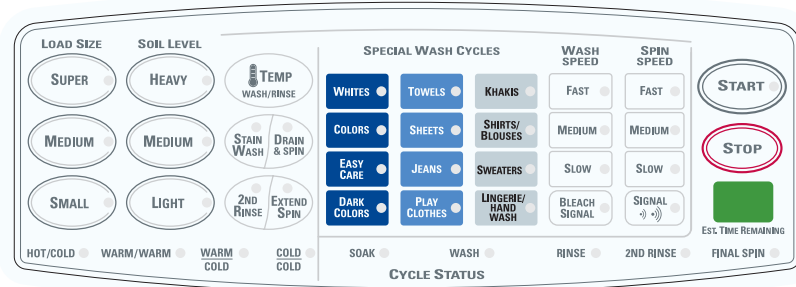 LOAD SIZE
SUPER
MEDIUM
SMALL
SOIL LEVEL
HEAVY
MEDIUM
LIGHT
TEMP
WASH/RINSE
STAIN
WASH
DRAIN
& SPIN
2ND
RINSE
EXTEND
SPIN
SPECIAL WASH CYCLES
WHITES
COLORS
EASY
CARE
DARK
COLORS
TOWELS
SHEETS
JEANS
PLAY
CLOTHES
KHAKIS
SHIRTS/
BLOUSES
SWEATERS
LINGERIE/
HAND
WASH
WASH
SPEED
FAST
MEDIUM
SLOW
BLEACH
SIGNAL
SPIN
SPEED
FAST
MEDIUM
SLOW
SIGNAL
START
STOP
EST. TIME REMAINING
HOT/COLD
WARM/WARM
WARM
COLD
COLD
COLD
SOAK
WASH
RINSE
2ND RINSE
FINAL SPIN
CYCLE STATUS